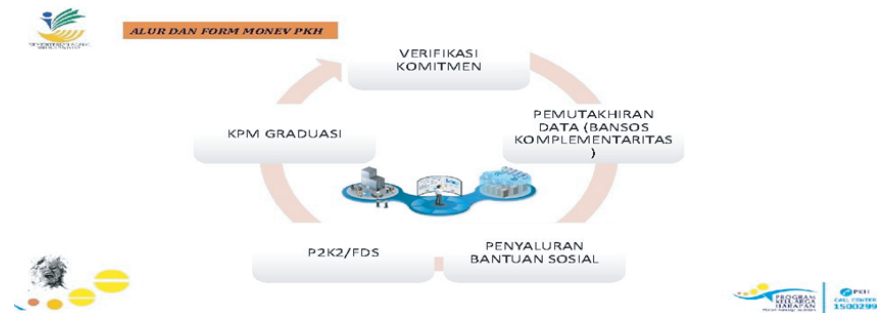 ALUR DAN FORM MONEV PKH
VERIFIKASI
KOMITMEN
KPM GRADUASI
PEMUTAKHIRAN
DATA (BANSOS
KOMPLEMENTARITAS
)
P2K2/FDS
PENYALURAN
BANTUAN SOSIAL
PROGRAM
KELUARGA
HARAPAN
PKH
CALL CENTER
1500299